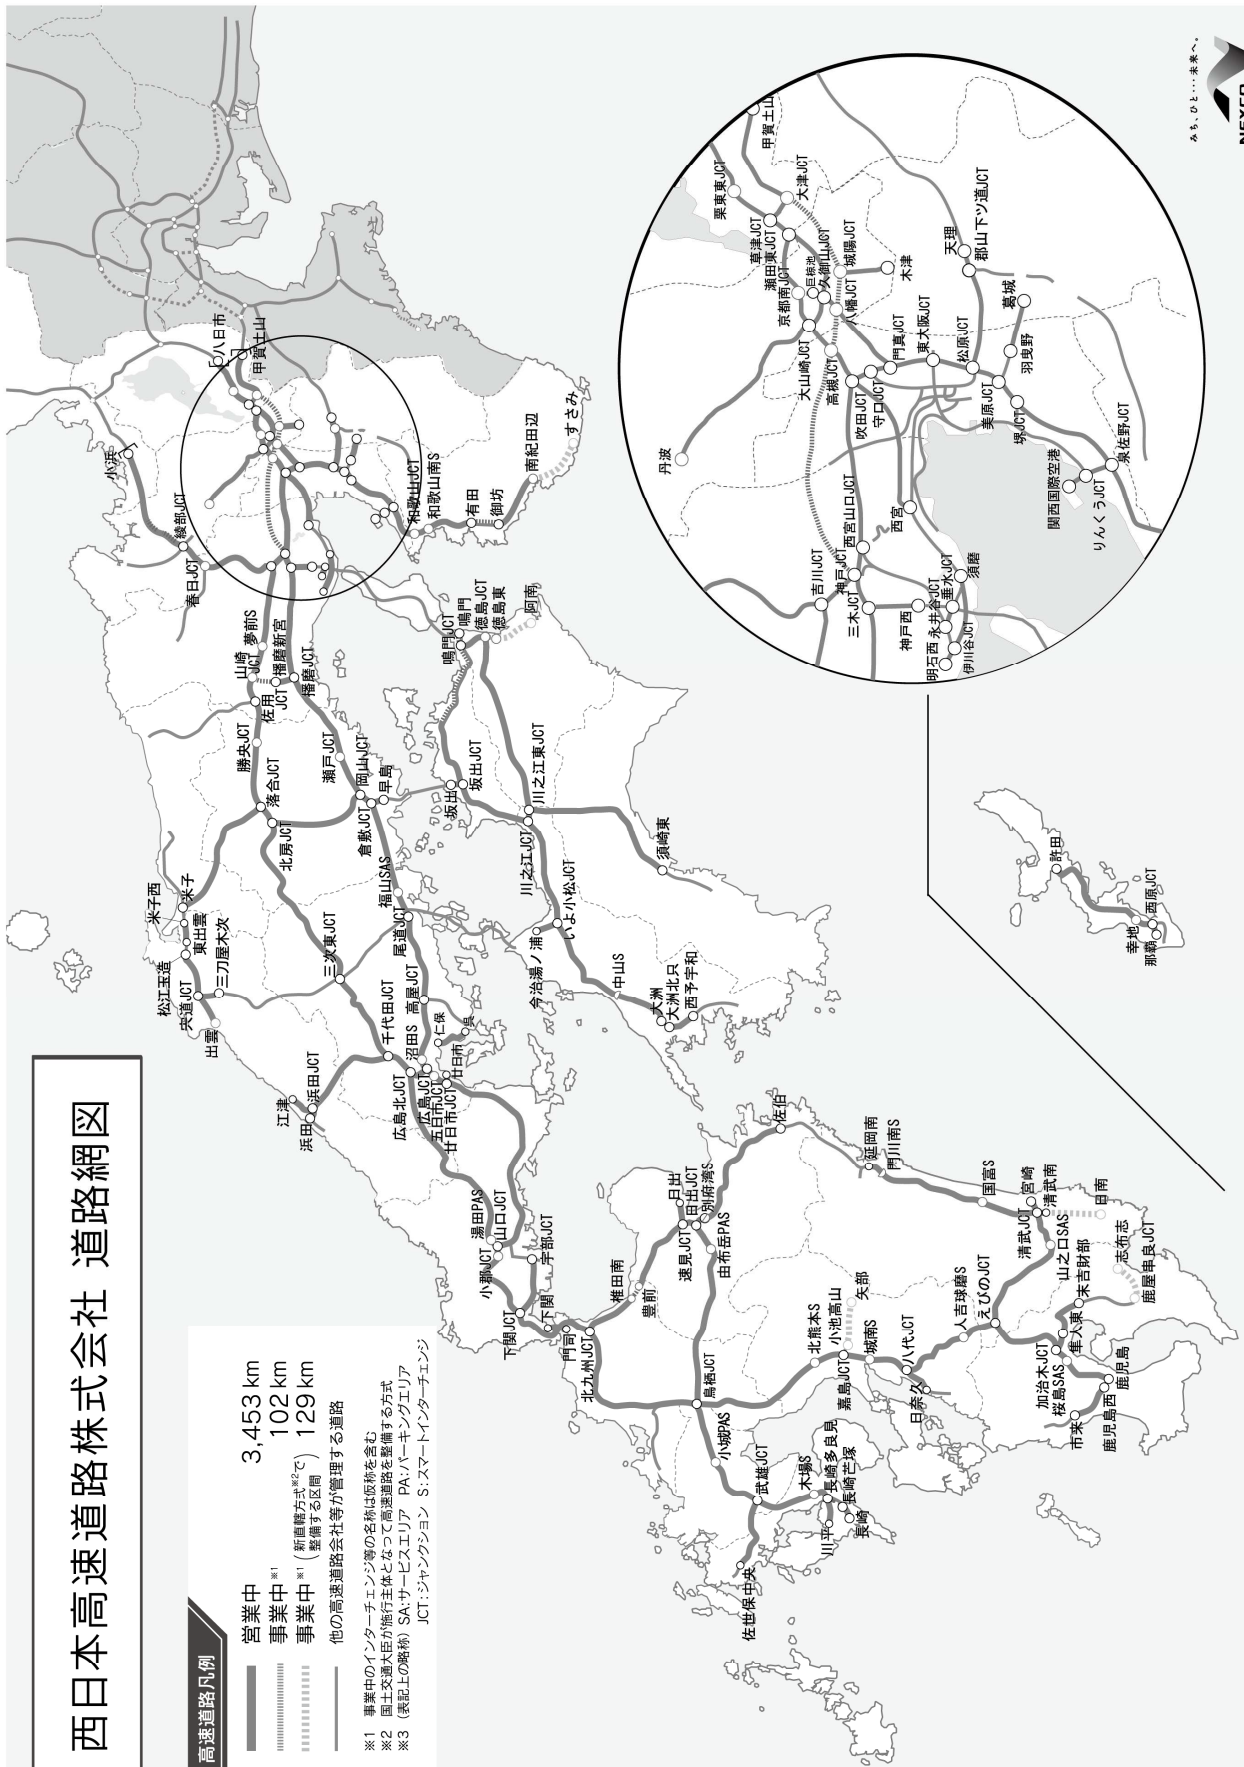 西日本高速道路株式会社 道路網図
高速道路凡例
営業中 3,453 km
事業中※1 102 km
事業中※1(新直轄方式※2で整備する区間) 129 km
他の高速道路会社等が管理する道路
※1 事業中のインターチェンジ等の名称は仮称を含む
※2 国土交通大臣が施行主体となって高速道路を整備する方式
※3 (表記上の略称) SA:サービスエリア PA:パーキングエリア
JCT:ジャンクション S:スマートインターチェンジ
みち、ひと…未来へ。
小浜
綾部JCT
春日JCT
八日市
甲賀土山
和歌山JCT
和歌山南S
有田
御坊
南紀田辺
すさみ
山崎JCT
夢前S
播磨新宮
佐用JCT
播磨JCT
勝央JCT
落合JCT
北房JCT
瀬戸JCT
岡山JCT
早島
倉敷JCT
福山SAS
尾道JCT
米子西
米子
東出雲
松江玉造
宍道JCT
三刀屋木次
出雲
三次東JCT
千代田JCT
高屋JCT
沼田S
仁保
呉
江津
浜田JCT
浜田
広島北JCT
広島JCT
五日市JCT
廿日市
廿日市JCT
湯田PAS
山口JCT
小郡JCT
宇部JCT
下関JCT
下関
門司
鳴門JCT
鳴門
徳島JCT
徳島東
阿南
坂出
坂出JCT
川之江東JCT
川之江JCT
須崎東
いよ小松JCT
今治湯ノ浦
中山S
大洲
大洲北只
西予宇和
北九州JCT
椎田南
豊前
日出
日出JCT
速見JCT
別府湾S
由布岳PAS
佐伯
延岡南
門川南S
国富S
宮崎
清武南
清武JCT
日南
山之口SAS
志布志
鹿屋串良JCT
末吉財部
隼人東
加治木JCT
桜島SAS
鹿児島
鹿児島西
市来
えびのJCT
人吉球磨S
八代JCT
日奈久
城南S
矢部
小池高山
嘉島JCT
北熊本S
鳥栖JCT
小城PAS
武雄JCT
木場S
長崎多良見
長崎芒塚
長崎
川平
佐世保中央
許田
西原JCT
幸地
那覇
甲賀土山
栗東東JCT
大津JCT
草津JCT
瀬田東JCT
京都南JCT
巨椋池
久御山JCT
城陽JCT
木津
八幡JCT
大山崎JCT
高槻JCT
丹波
門真JCT
守口JCT
吹田JCT
東大阪JCT
天理
郡山下ツ道JCT
松原JCT
葛城
羽曳野
美原JCT
堺JCT
泉佐野JCT
りんくうJCT
関西国際空港
西宮
西宮山口JCT
神戸JCT
吉川JCT
三木JCT
神戸西
永井谷JCT
垂水JCT
須磨
明石西
伊川谷JCT